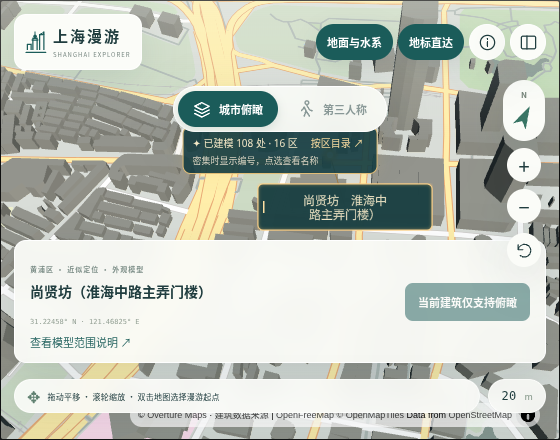 上海漫游
SHANGHAI EXPLORER
地面与水系
地标直达
城市俯瞰
第三人称
N
✦ 已建模 108 处 · 16 区 按区目录 ↗
密集时显示编号，点选查看名称
尚贤坊（淮海中
路主弄门楼）
黄浦区 · 近似定位 · 外观模型
尚贤坊（淮海中路主弄门楼）
31.22458° N · 121.46825° E
查看模型范围说明 ↗
当前建筑仅支持俯瞰
拖动平移 · 滚轮缩放 · 双击地图选择漫游起点
20 m
© Overture Maps · 建筑数据来源 | OpenFreeMap © OpenMapTiles Data from OpenStreetMap